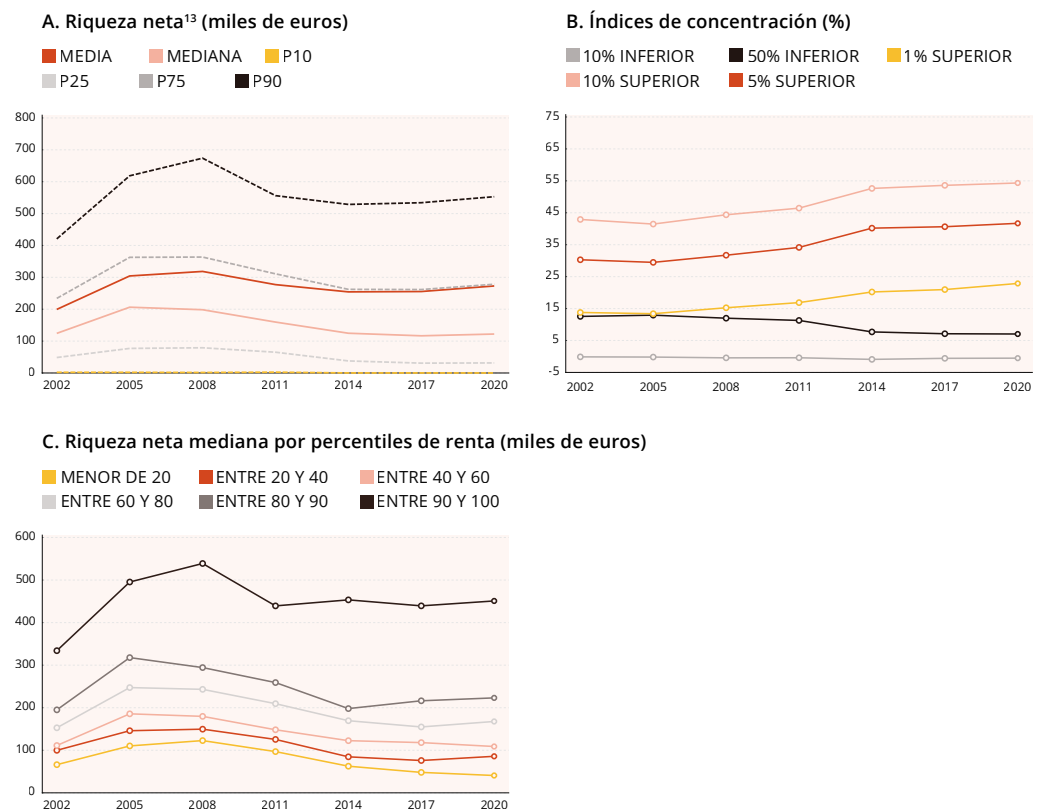 A. Riqueza neta¹³ (miles de euros)
MEDIA MEDIANA P10
P25 P75 P90
800
700
600
500
400
300
200
100
0
2002 2005 2008 2011 2014 2017 2020
B. Índices de concentración (%)
10% INFERIOR 50% INFERIOR 1% SUPERIOR
10% SUPERIOR 5% SUPERIOR
75
65
55
45
35
25
15
5
-5
2002 2005 2008 2011 2014 2017 2020
C. Riqueza neta mediana por percentiles de renta (miles de euros)
MENOR DE 20 ENTRE 20 Y 40 ENTRE 40 Y 60
ENTRE 60 Y 80 ENTRE 80 Y 90 ENTRE 90 Y 100
600
500
400
300
200
100
0
2002 2005 2008 2011 2014 2017 2020